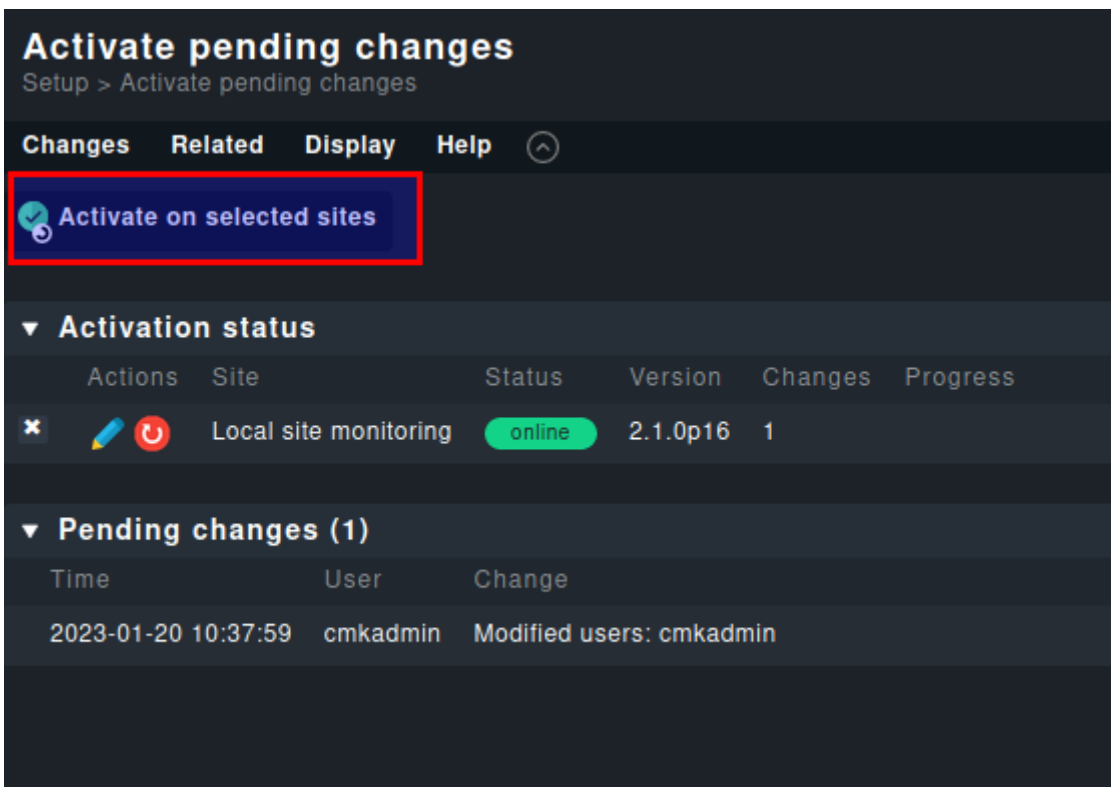 Activate pending changes
Setup > Activate pending changes
Changes Related Display Help
Activate on selected sites
Activation status
Actions Site Status Version Changes Progress
Local site monitoring online 2.1.0p16 1
Pending changes (1)
Time User Change
2023-01-20 10:37:59 cmkadmin Modified users: cmkadmin